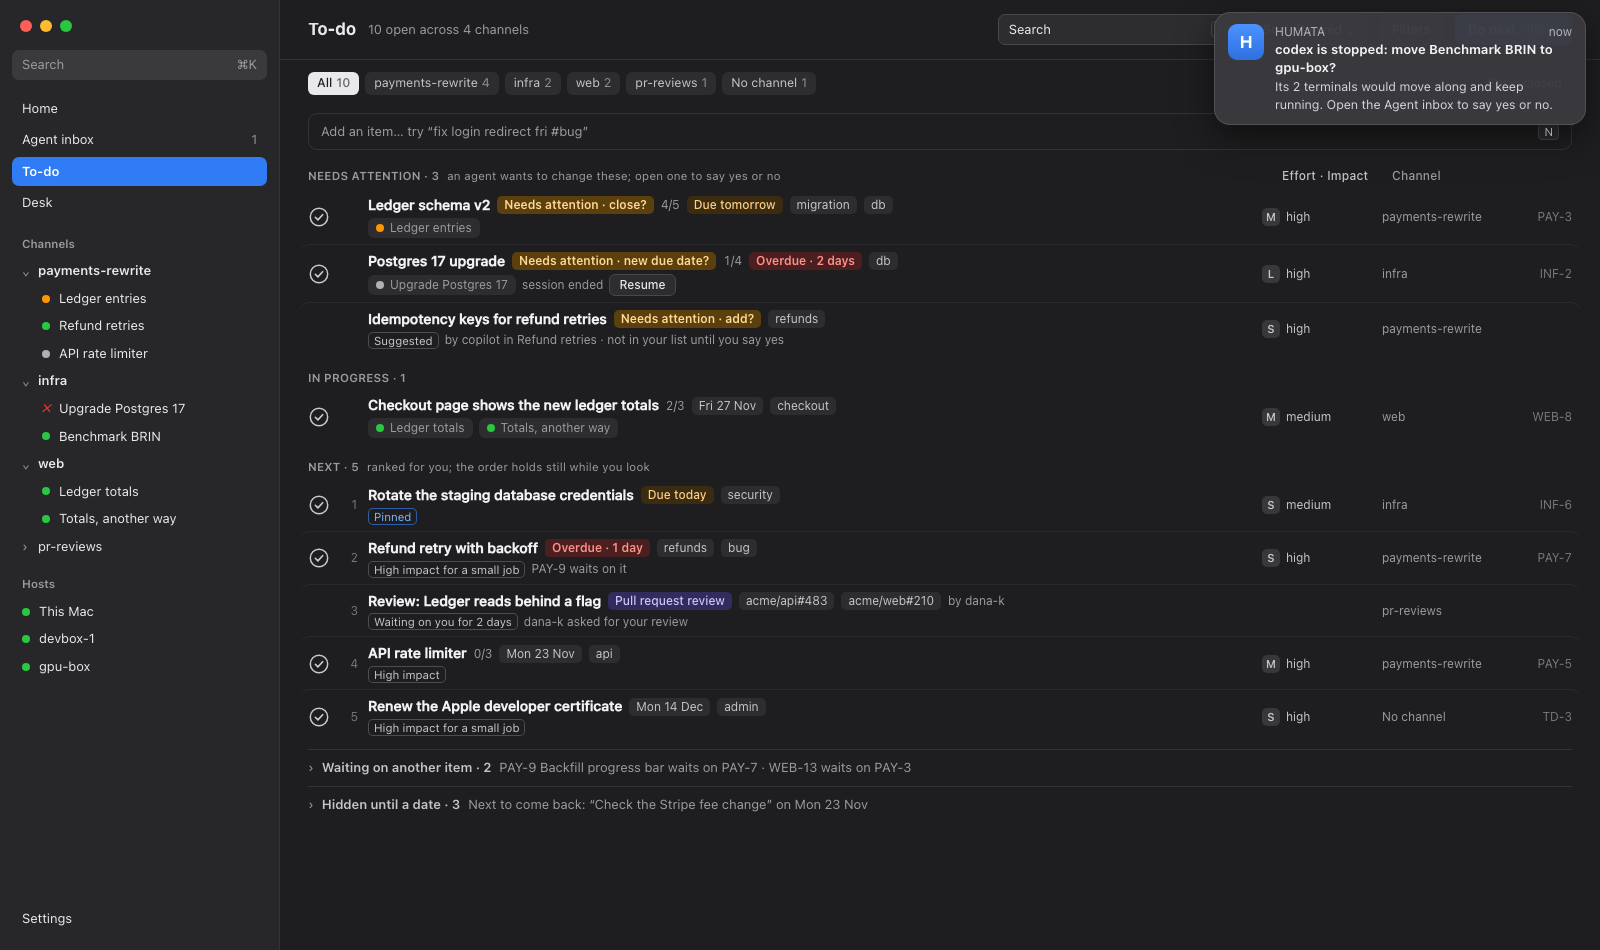 Search ⌘K
Home
Agent inbox 1
To-do
Desk
Channels
payments-rewrite
Ledger entries
Refund retries
API rate limiter
infra
Upgrade Postgres 17
Benchmark BRIN
web
Ledger totals
Totals, another way
pr-reviews
Hosts
This Mac
devbox-1
gpu-box
Settings
To-do 10 open across 4 channels
Search
H HUMATA now
codex is stopped: move Benchmark BRIN to
gpu-box?
Its 2 terminals would move along and keep
running. Open the Agent inbox to say yes or no.
All 10 payments-rewrite 4 infra 2 web 2 pr-reviews 1 No channel 1
Add an item... try “fix login redirect fri #bug” N
NEEDS ATTENTION · 3 an agent wants to change these; open one to say yes or no Effort · Impact Channel
Ledger schema v2 Needs attention · close? 4/5 Due tomorrow migration db
Ledger entries
M high payments-rewrite PAY-3
Postgres 17 upgrade Needs attention · new due date? 1/4 Overdue · 2 days db
Upgrade Postgres 17 session ended Resume
L high infra INF-2
Idempotency keys for refund retries Needs attention · add? refunds
Suggested by copilot in Refund retries · not in your list until you say yes
S high payments-rewrite
IN PROGRESS · 1
Checkout page shows the new ledger totals 2/3 Fri 27 Nov checkout
Ledger totals Totals, another way
M medium web WEB-8
NEXT · 5 ranked for you; the order holds still while you look
1 Rotate the staging database credentials Due today security
Pinned
S medium infra INF-6
2 Refund retry with backoff Overdue · 1 day refunds bug
High impact for a small job PAY-9 waits on it
S high payments-rewrite PAY-7
3 Review: Ledger reads behind a flag Pull request review acme/api#483 acme/web#210 by dana-k
Waiting on you for 2 days dana-k asked for your review
pr-reviews
4 API rate limiter 0/3 Mon 23 Nov api
High impact
M high payments-rewrite PAY-5
5 Renew the Apple developer certificate Mon 14 Dec admin
High impact for a small job
S high No channel TD-3
Waiting on another item · 2 PAY-9 Backfill progress bar waits on PAY-7 · WEB-13 waits on PAY-3
Hidden until a date · 3 Next to come back: “Check the Stripe fee change” on Mon 23 Nov